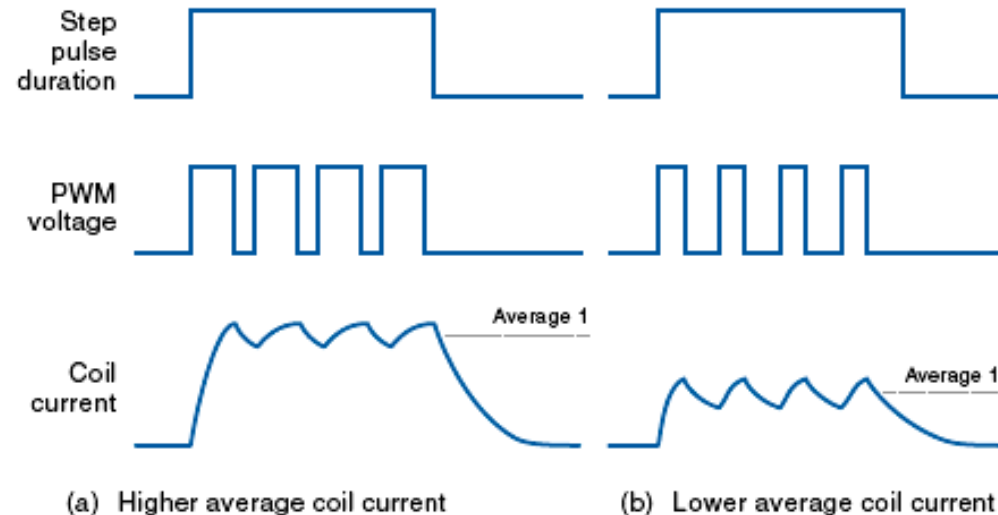 Step
pulse
duration
PWM
voltage
Coil
current
Average 1
Average 1
(a) Higher average coil current
(b) Lower average coil current